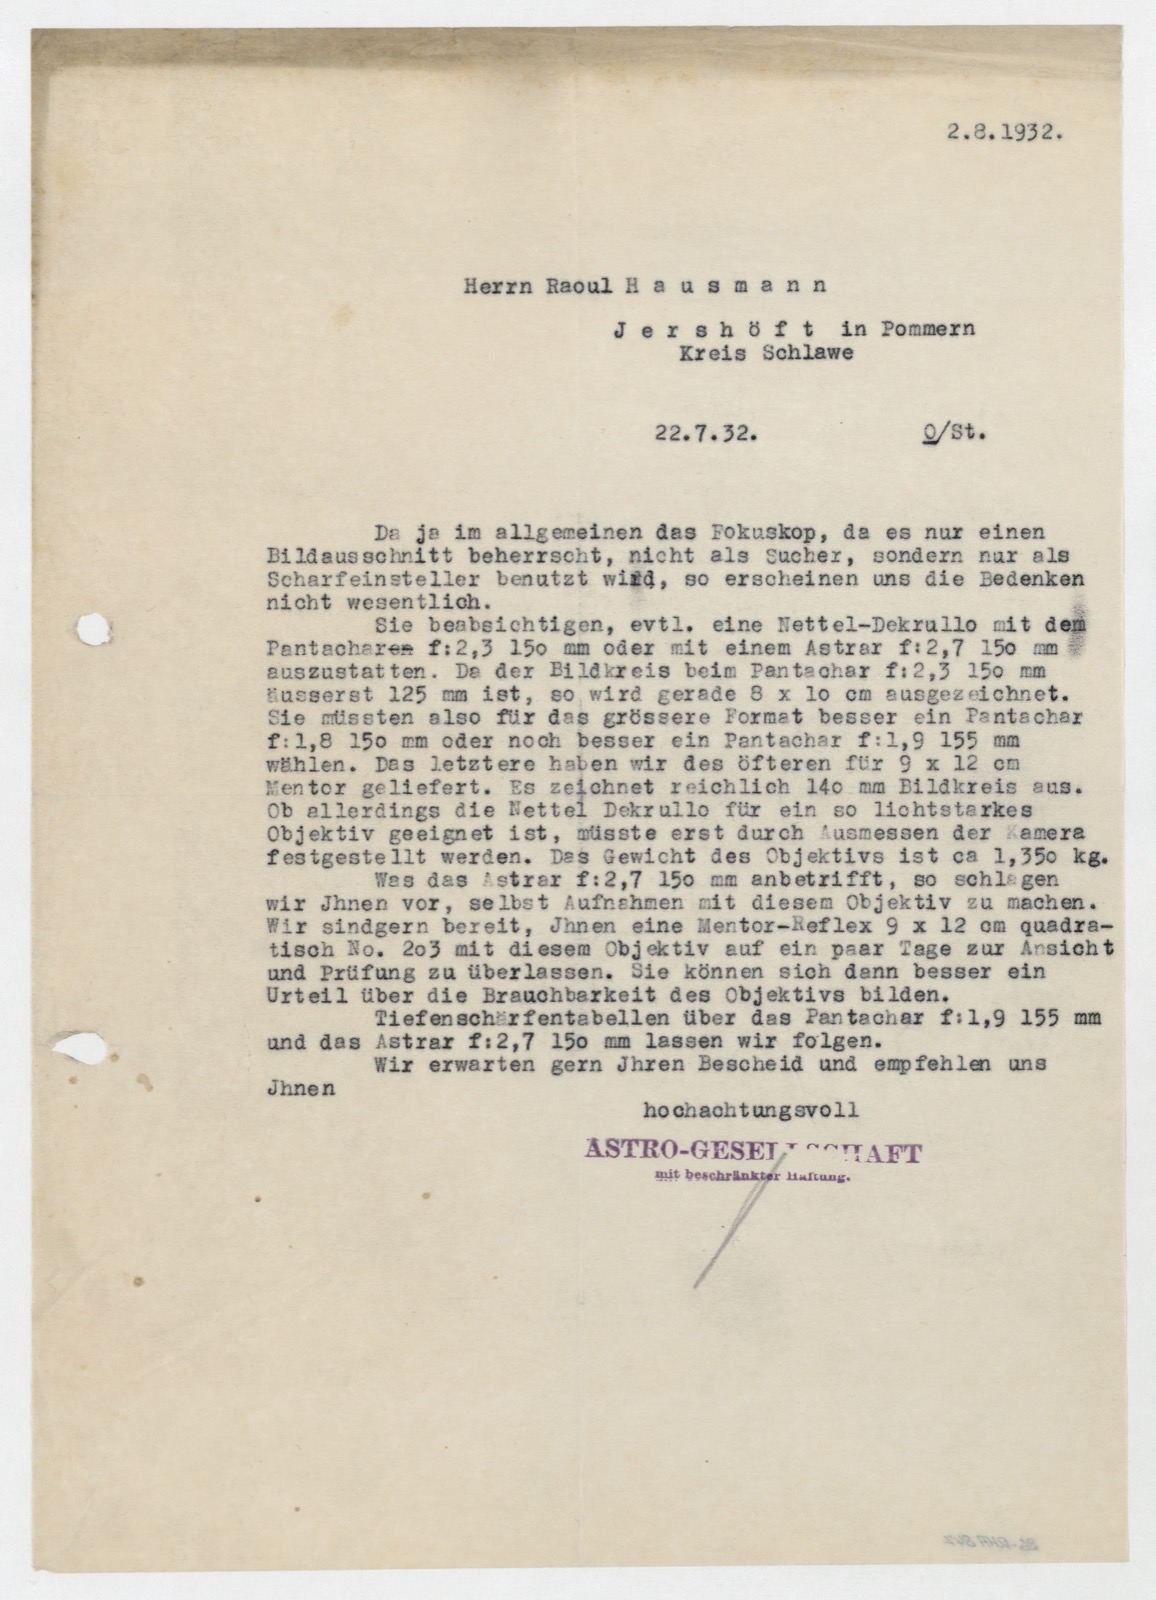 2.8.1932.
Herrn Raoul H a u s m a n n
J e r s h ö f t in Pommern
Kreis Schlawe
22.7.32. O/St.
Da ja im allgemeinen das Fokuskop, da es nur einen
Bildausschnitt beherrscht, nicht als Sucher, sondern nur als
Scharfeinsteller benutzt wird, so erscheinen uns die Bedenken
nicht wesentlich.
Sie beabsichtigen, evtl. eine Nettel-Dekrullo mit dem
Pantacharen f:2,3 15o mm oder mit einem Astrar f:2,7 15o mm
auszustatten. Da der Bildkreis beim Pantachar f:2,3 15o mm
äusserst 125 mm ist, so wird gerade 8 x 1o cm ausgezeichnet.
Sie müssten also für das grössere Format besser ein Pantachar
f:1,8 15o mm oder noch besser ein Pantachar f:1,9 155 mm
wählen. Das letztere haben wir des öfteren für 9 x 12 cm
Mentor geliefert. Es zeichnet reichlich 14o mm Bildkreis aus.
Ob allerdings die Nettel Dekrullo für ein so lichtstarkes
Objektiv geeignet ist, müsste erst durch Ausmessen der Kamera
festgestellt werden. Das Gewicht des Objektivs ist ca 1,35o kg.
Was das Astrar f:2,7 15o mm anbetrifft, so schlagen
wir Jhnen vor, selbst Aufnahmen mit diesem Objektiv zu machen.
Wir sindgern bereit, Jhnen eine Mentor-Reflex 9 x 12 cm quadra-
tisch No. 2o3 mit diesem Objektiv auf ein paar Tage zur Ansicht
und Prüfung zu überlassen. Sie können sich dann besser ein
Urteil über die Brauchbarkeit des Objektivs bilden.
Tiefenschärfentabellen über das Pantachar f:1,9 155 mm
und das Astrar f:2,7 15o mm lassen wir folgen.
Wir erwarten gern Jhren Bescheid und empfehlen uns
Jhnen
hochachtungsvoll
ASTRO-GESELLSCHAFT
mit beschränkter Haftung.